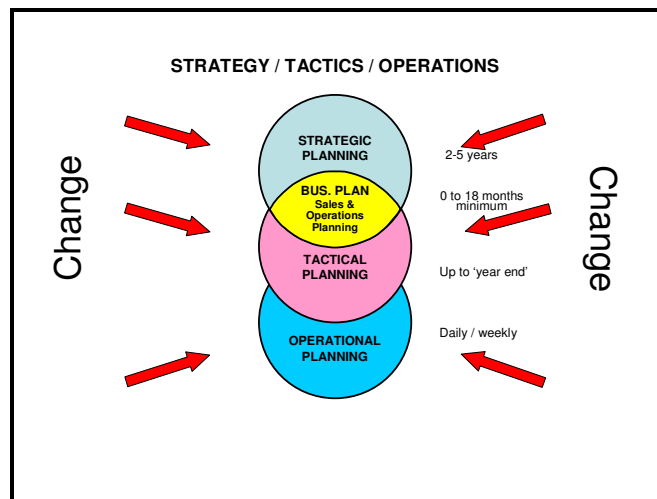 STRATEGY / TACTICS / OPERATIONS
Change
STRATEGIC
PLANNING
2-5 years
BUS. PLAN
Sales &
Operations
Planning
0 to 18 months
minimum
TACTICAL
PLANNING
Up to ‘year end’
OPERATIONAL
PLANNING
Daily / weekly
Change